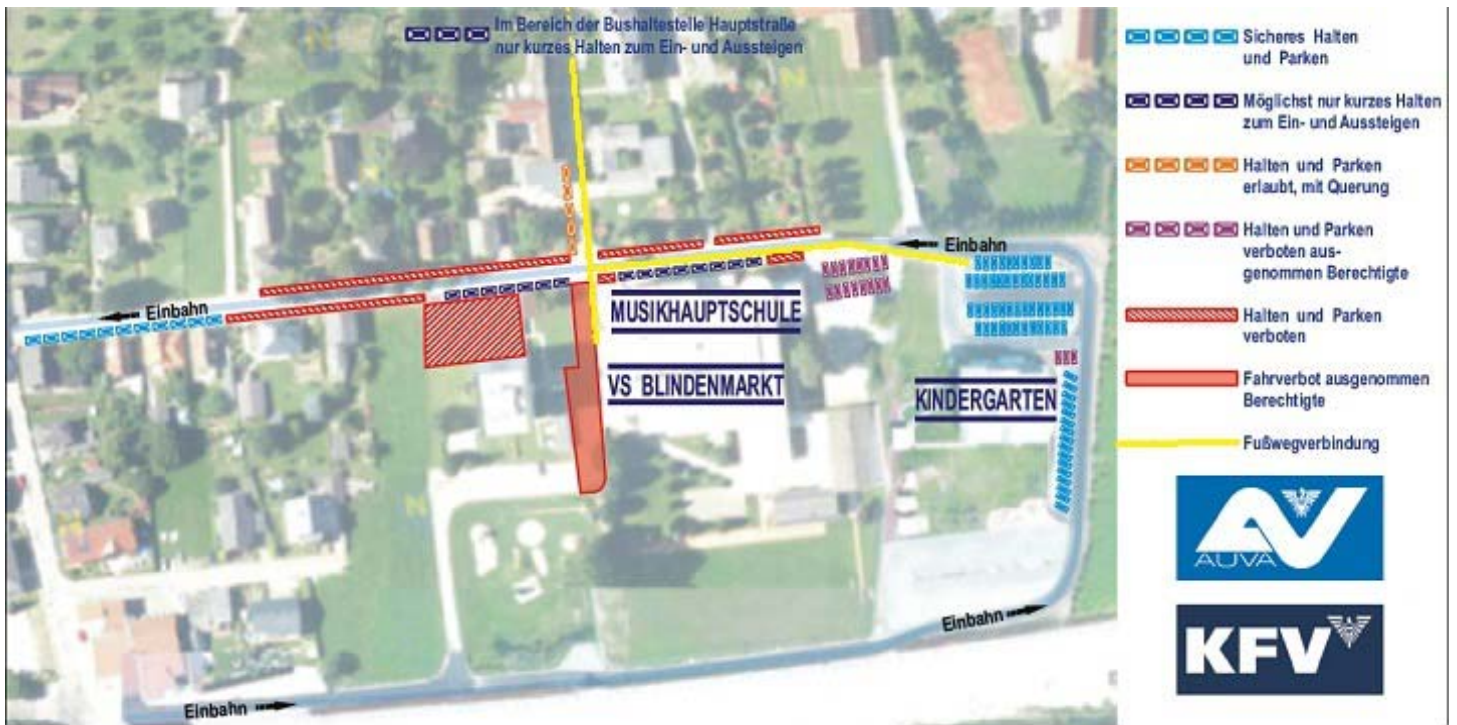 Im Bereich der Bushaltestelle Hauptstraße
nur kurzes Halten zum Ein- und Aussteigen
Einbahn
Einbahn
MUSIKHAUPTSCHULE
VS BLINDENMARKT
KINDERGARTEN
Einbahn
Einbahn
Sicheres Halten
und Parken
Möglichst nur kurzes Halten
zum Ein- und Aussteigen
Halten und Parken
erlaubt, mit Querung
Halten und Parken
verboten aus-
genommen Berechtigte
Halten und Parken
verboten
Fahrverbot ausgenommen
Berechtigte
Fußwegverbindung
AUVA
KFV